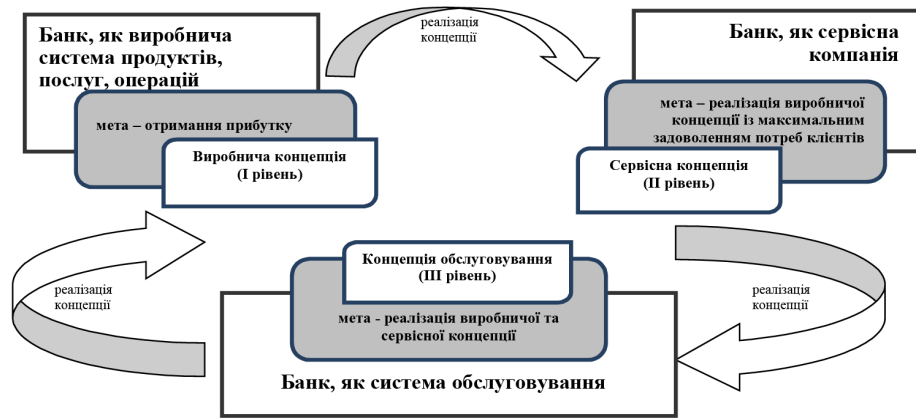 реалізація
концепції
Банк, як виробнича
система продуктів,
послуг, операцій
мета – отримання прибутку
Виробнича концепція
(І рівень)
Банк, як сервісна
компанія
мета – реалізація виробничої
концепції із максимальним
задоволенням потреб клієнтів
Сервісна концепція
(ІІ рівень)
реалізація
концепції
Концепція обслуговування
(ІІІ рівень)
мета - реалізація виробничої та
сервісної концепції
Банк, як система обслуговування
реалізація
концепції